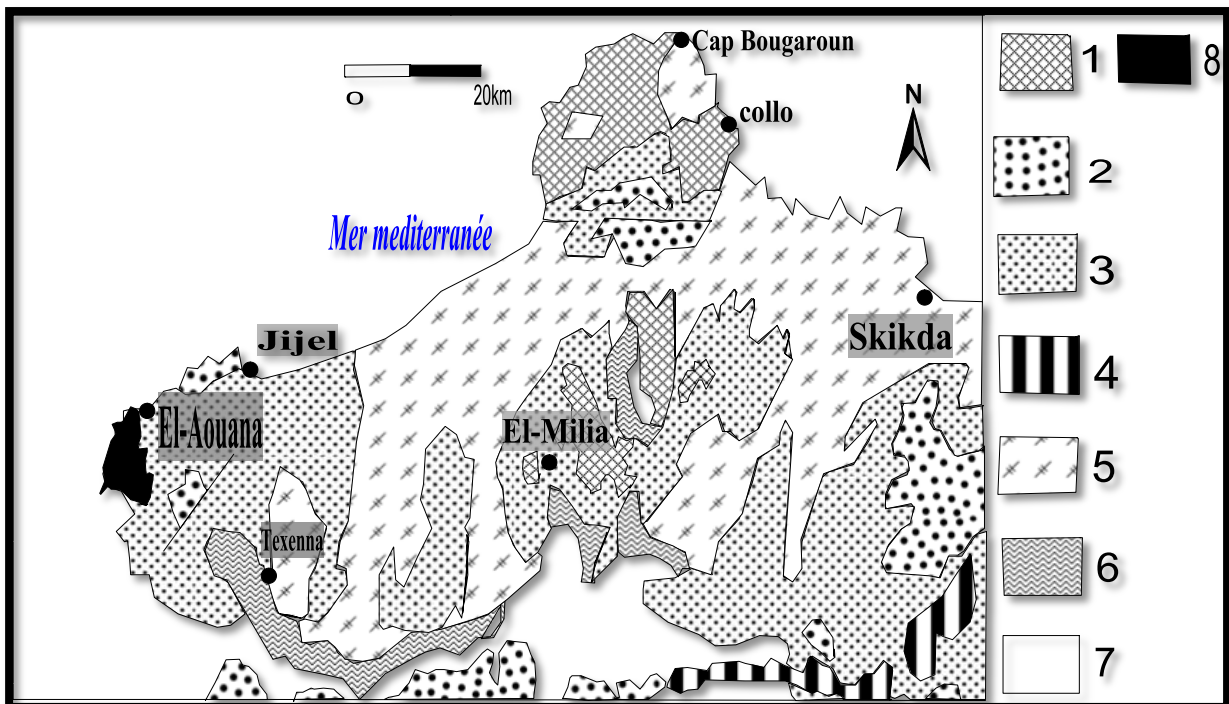 Cap Bougaroun
0 20km
collo
N
Mer mediterranée
Skikda
Jijel
El-Aouana
El-Milia
Texenna
1 8
2
3
4
5
6
7